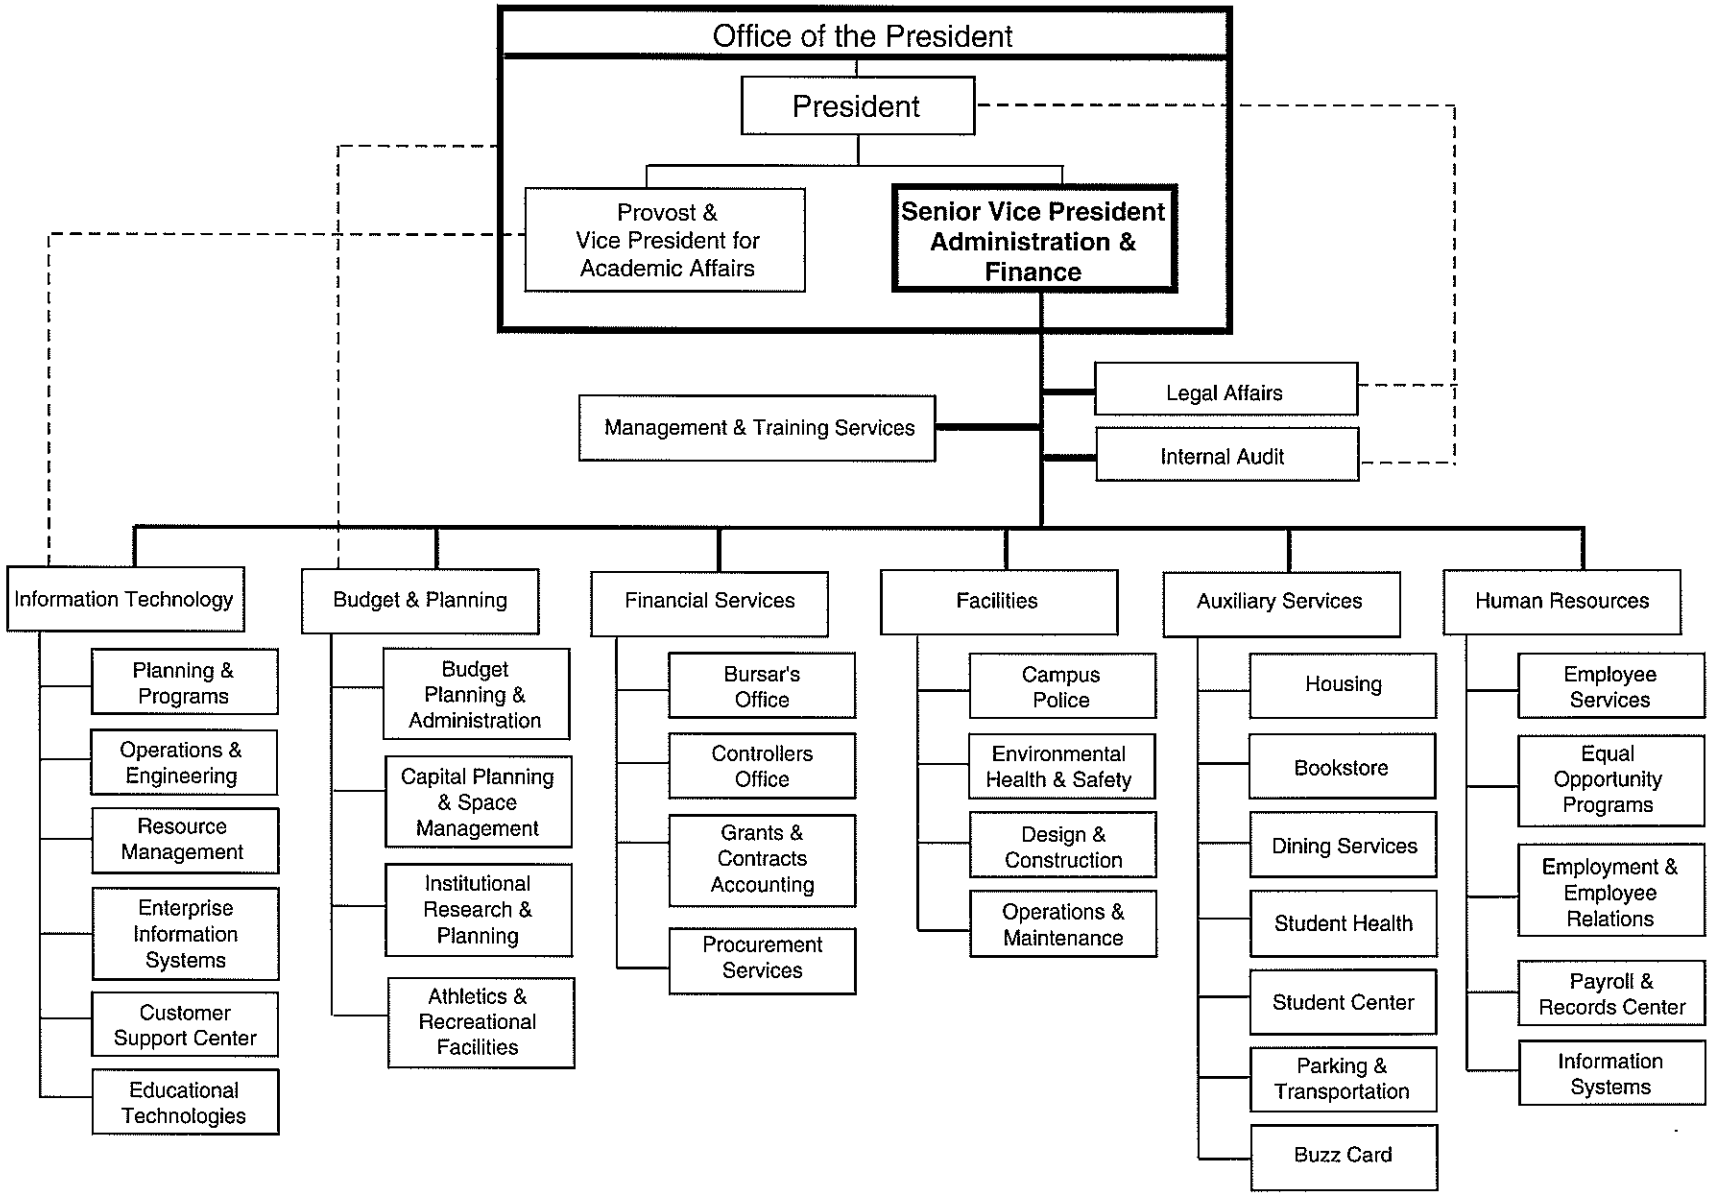 Office of the President
President
Provost &
Vice President for
Academic Affairs
Senior Vice President
Administration &
Finance
Legal Affairs
Management & Training Services
Internal Audit
Information Technology
Planning &
Programs
Operations &
Engineering
Resource
Management
Enterprise
Information
Systems
Customer
Support Center
Educational
Technologies
Budget & Planning
Budget
Planning &
Administration
Capital Planning
& Space
Management
Institutional
Research &
Planning
Athletics &
Recreational
Facilities
Financial Services
Bursar's
Office
Controllers
Office
Grants &
Contracts
Accounting
Procurement
Services
Facilities
Campus
Police
Environmental
Health & Safety
Design &
Construction
Operations &
Maintenance
Auxiliary Services
Housing
Bookstore
Dining Services
Student Health
Student Center
Parking &
Transportation
Buzz Card
Human Resources
Employee
Services
Equal
Opportunity
Programs
Employment &
Employee
Relations
Payroll &
Records Center
Information
Systems